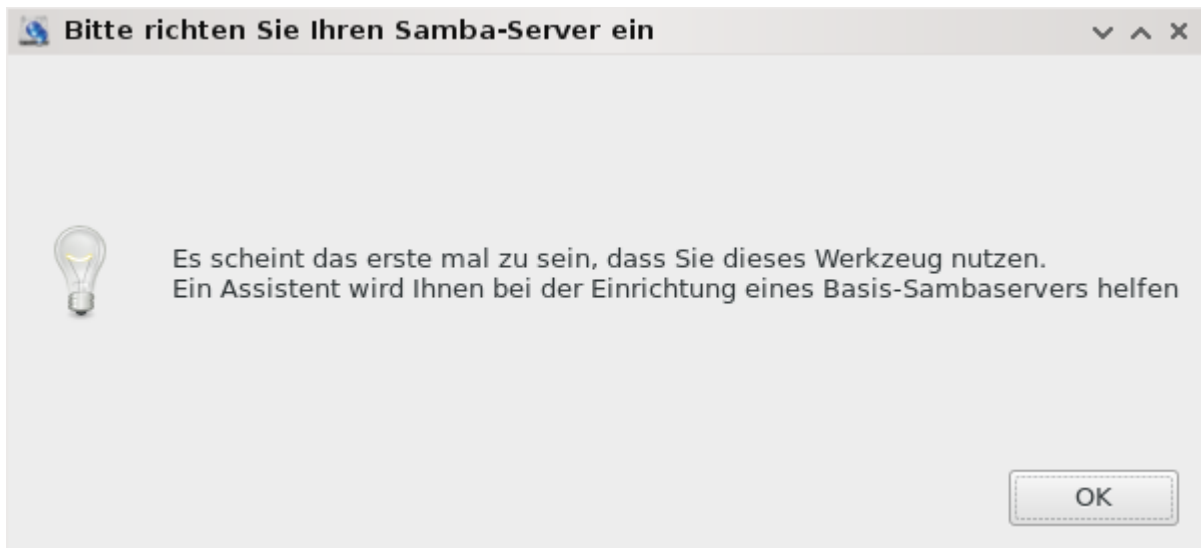 Bitte richten Sie Ihren Samba-Server ein
Es scheint das erste mal zu sein, dass Sie dieses Werkzeug nutzen.
Ein Assistent wird Ihnen bei der Einrichtung eines Basis-Sambaservers helfen
OK